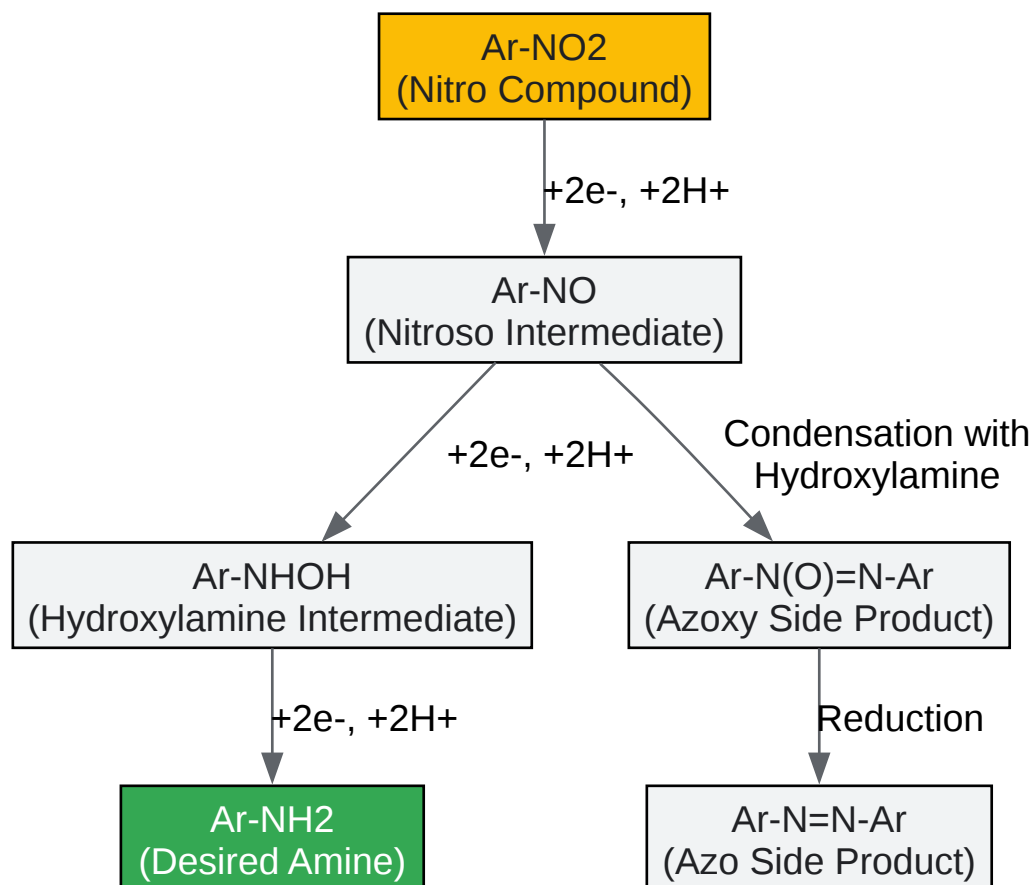 Ar-NO2
(Nitro Compound)
+2e-, +2H+
Ar-NO
(Nitroso Intermediate)
+2e-, +2H+
Condensation with
Hydroxylamine
Ar-NHOH
(Hydroxylamine Intermediate)
Ar-N(O)=N-Ar
(Azoxy Side Product)
+2e-, +2H+
Reduction
Ar-NH2
(Desired Amine)
Ar-N=N-Ar
(Azo Side Product)